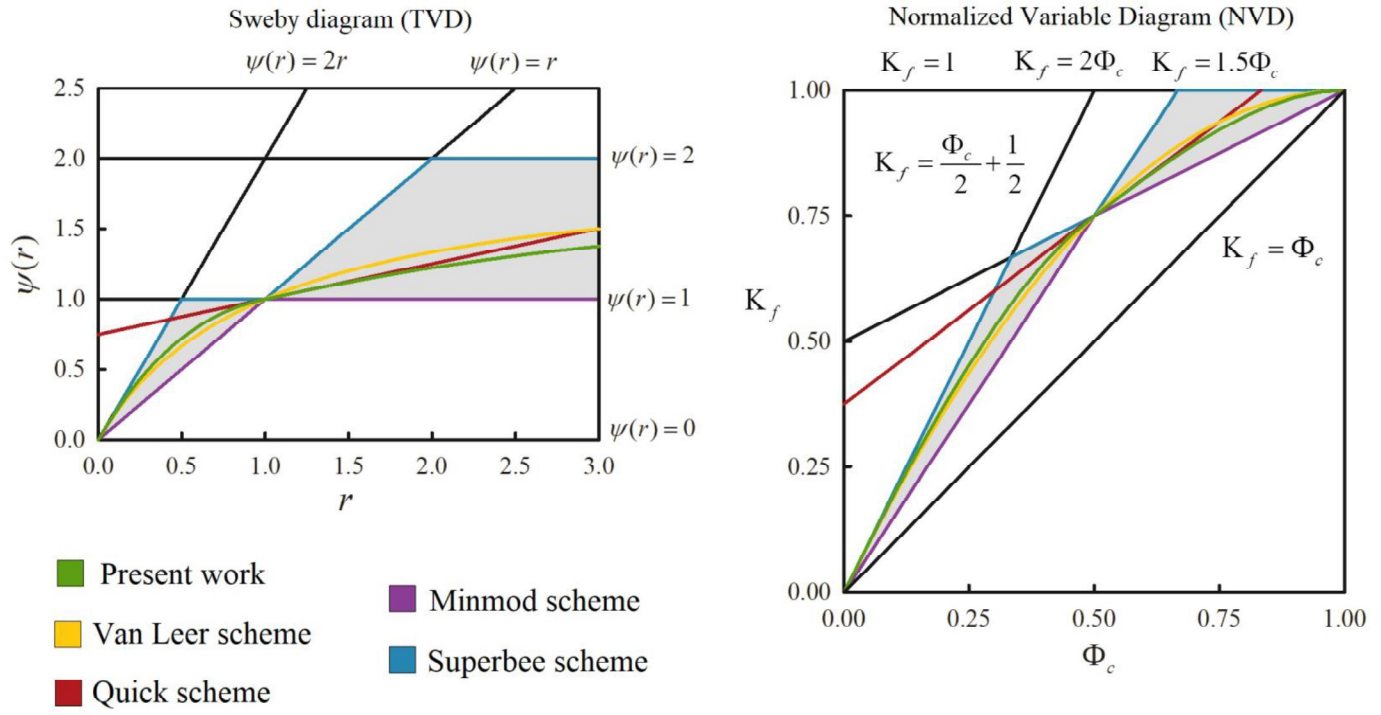 Sweby diagram (TVD)
ψ(r) = 2r
ψ(r) = r
2.5
2.0
1.5
1.0
0.5
0.0
ψ(r)
ψ(r) = 2
ψ(r) = 1
ψ(r) = 0
0.0 0.5 1.0 1.5 2.0 2.5 3.0
r
Normalized Variable Diagram (NVD)
K_f = 1
K_f = 2Φ_c
K_f = 1.5Φ_c
1.00
0.75
0.50
0.25
0.00
K_f
K_f = Φ_c/2 + 1/2
K_f = Φ_c
0.00 0.25 0.50 0.75 1.00
Φ_c
Present work
Van Leer scheme
Quick scheme
Minmod scheme
Superbee scheme